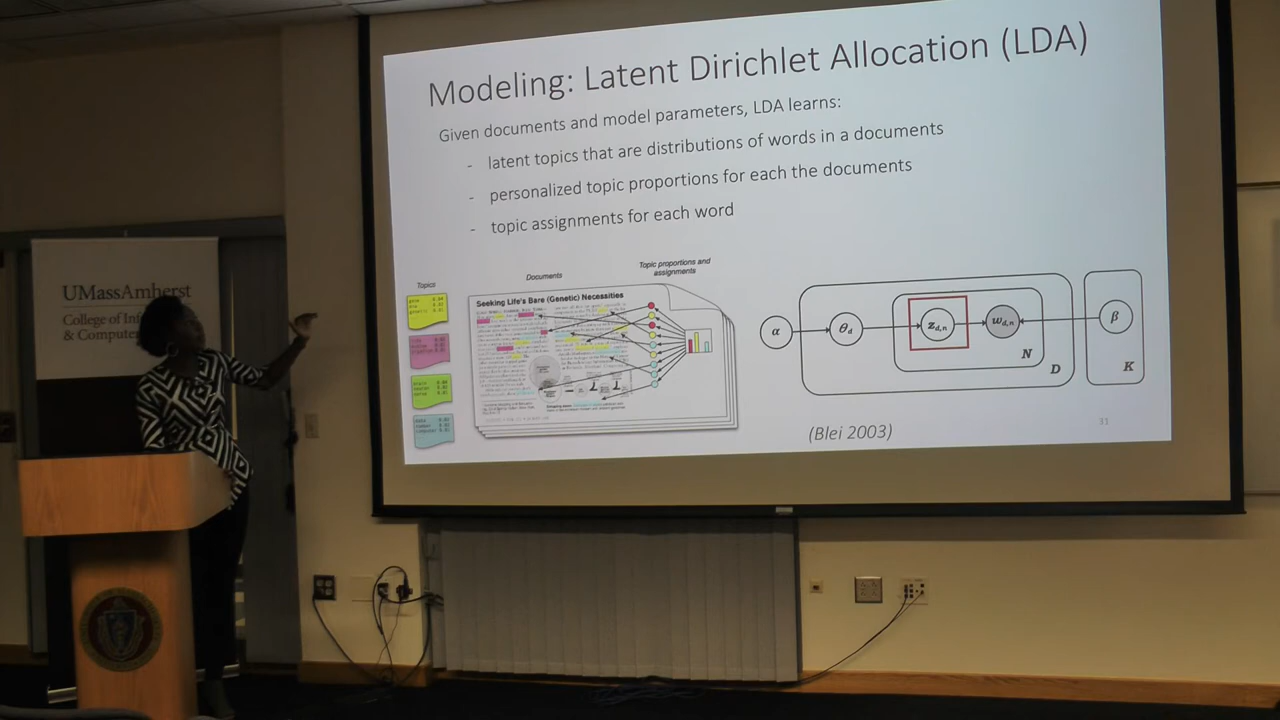 Modeling: Latent Dirichlet Allocation (LDA)
Given documents and model parameters, LDA learns:
- latent topics that are distributions of words in a documents
- personalized topic proportions for each the documents
- topic assignments for each word
Topics
Documents
Topic proportions and
assignments
Seeking Life's Bare (Genetic) Necessities
α
θd
zd,n
wd,n
N
D
β
K
(Blei 2003)
31
UMassAmherst
College of
& Computer